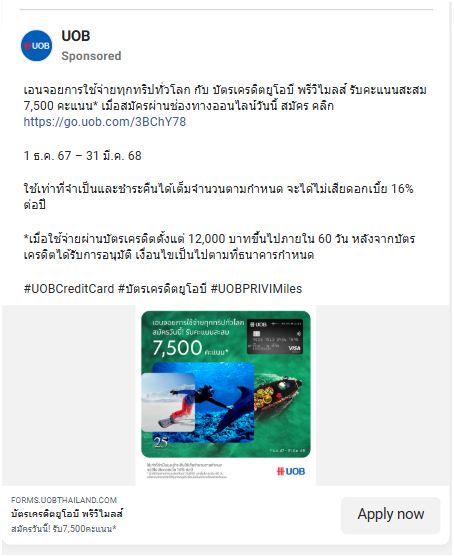 UOB
UOB
Sponsored
เอนจอยการใช้จ่ายทุกทริปทั่วโลก กับ บัตรเครดิตยูโอบี พรีวิไมลส์ รับคะแนนสะสม
7,500 คะแนน* เมื่อสมัครผ่านช่องทางออนไลน์วันนี้ สมัคร คลิก
https://go.uob.com/3BChY78
1 ธ.ค. 67 – 31 มี.ค. 68
ใช้เท่าที่จำเป็นและชำระคืนได้เต็มจำนวนตามกำหนด จะได้ไม่เสียดอกเบี้ย 16%
ต่อปี
*เมื่อใช้จ่ายผ่านบัตรเครดิตตั้งแต่ 12,000 บาทขึ้นไปภายใน 60 วัน หลังจากบัตร
เครดิตได้รับการอนุมัติ เงื่อนไขเป็นไปตามที่ธนาคารกำหนด
#UOBCreditCard #บัตรเครดิตยูโอบี #UOBPRIVIMiles
เอนจอยการใช้จ่ายทุกทริปทั่วโลก
สมัครวันนี้! รับคะแนนสะสม
7,500 คะแนน*
UOB
VISA
25
UOB
FORMS.UOBTHAILAND.COM
บัตรเครดิตยูโอบี พรีวิไมลส์
สมัครวันนี้! รับ7,500คะแนน*
Apply now